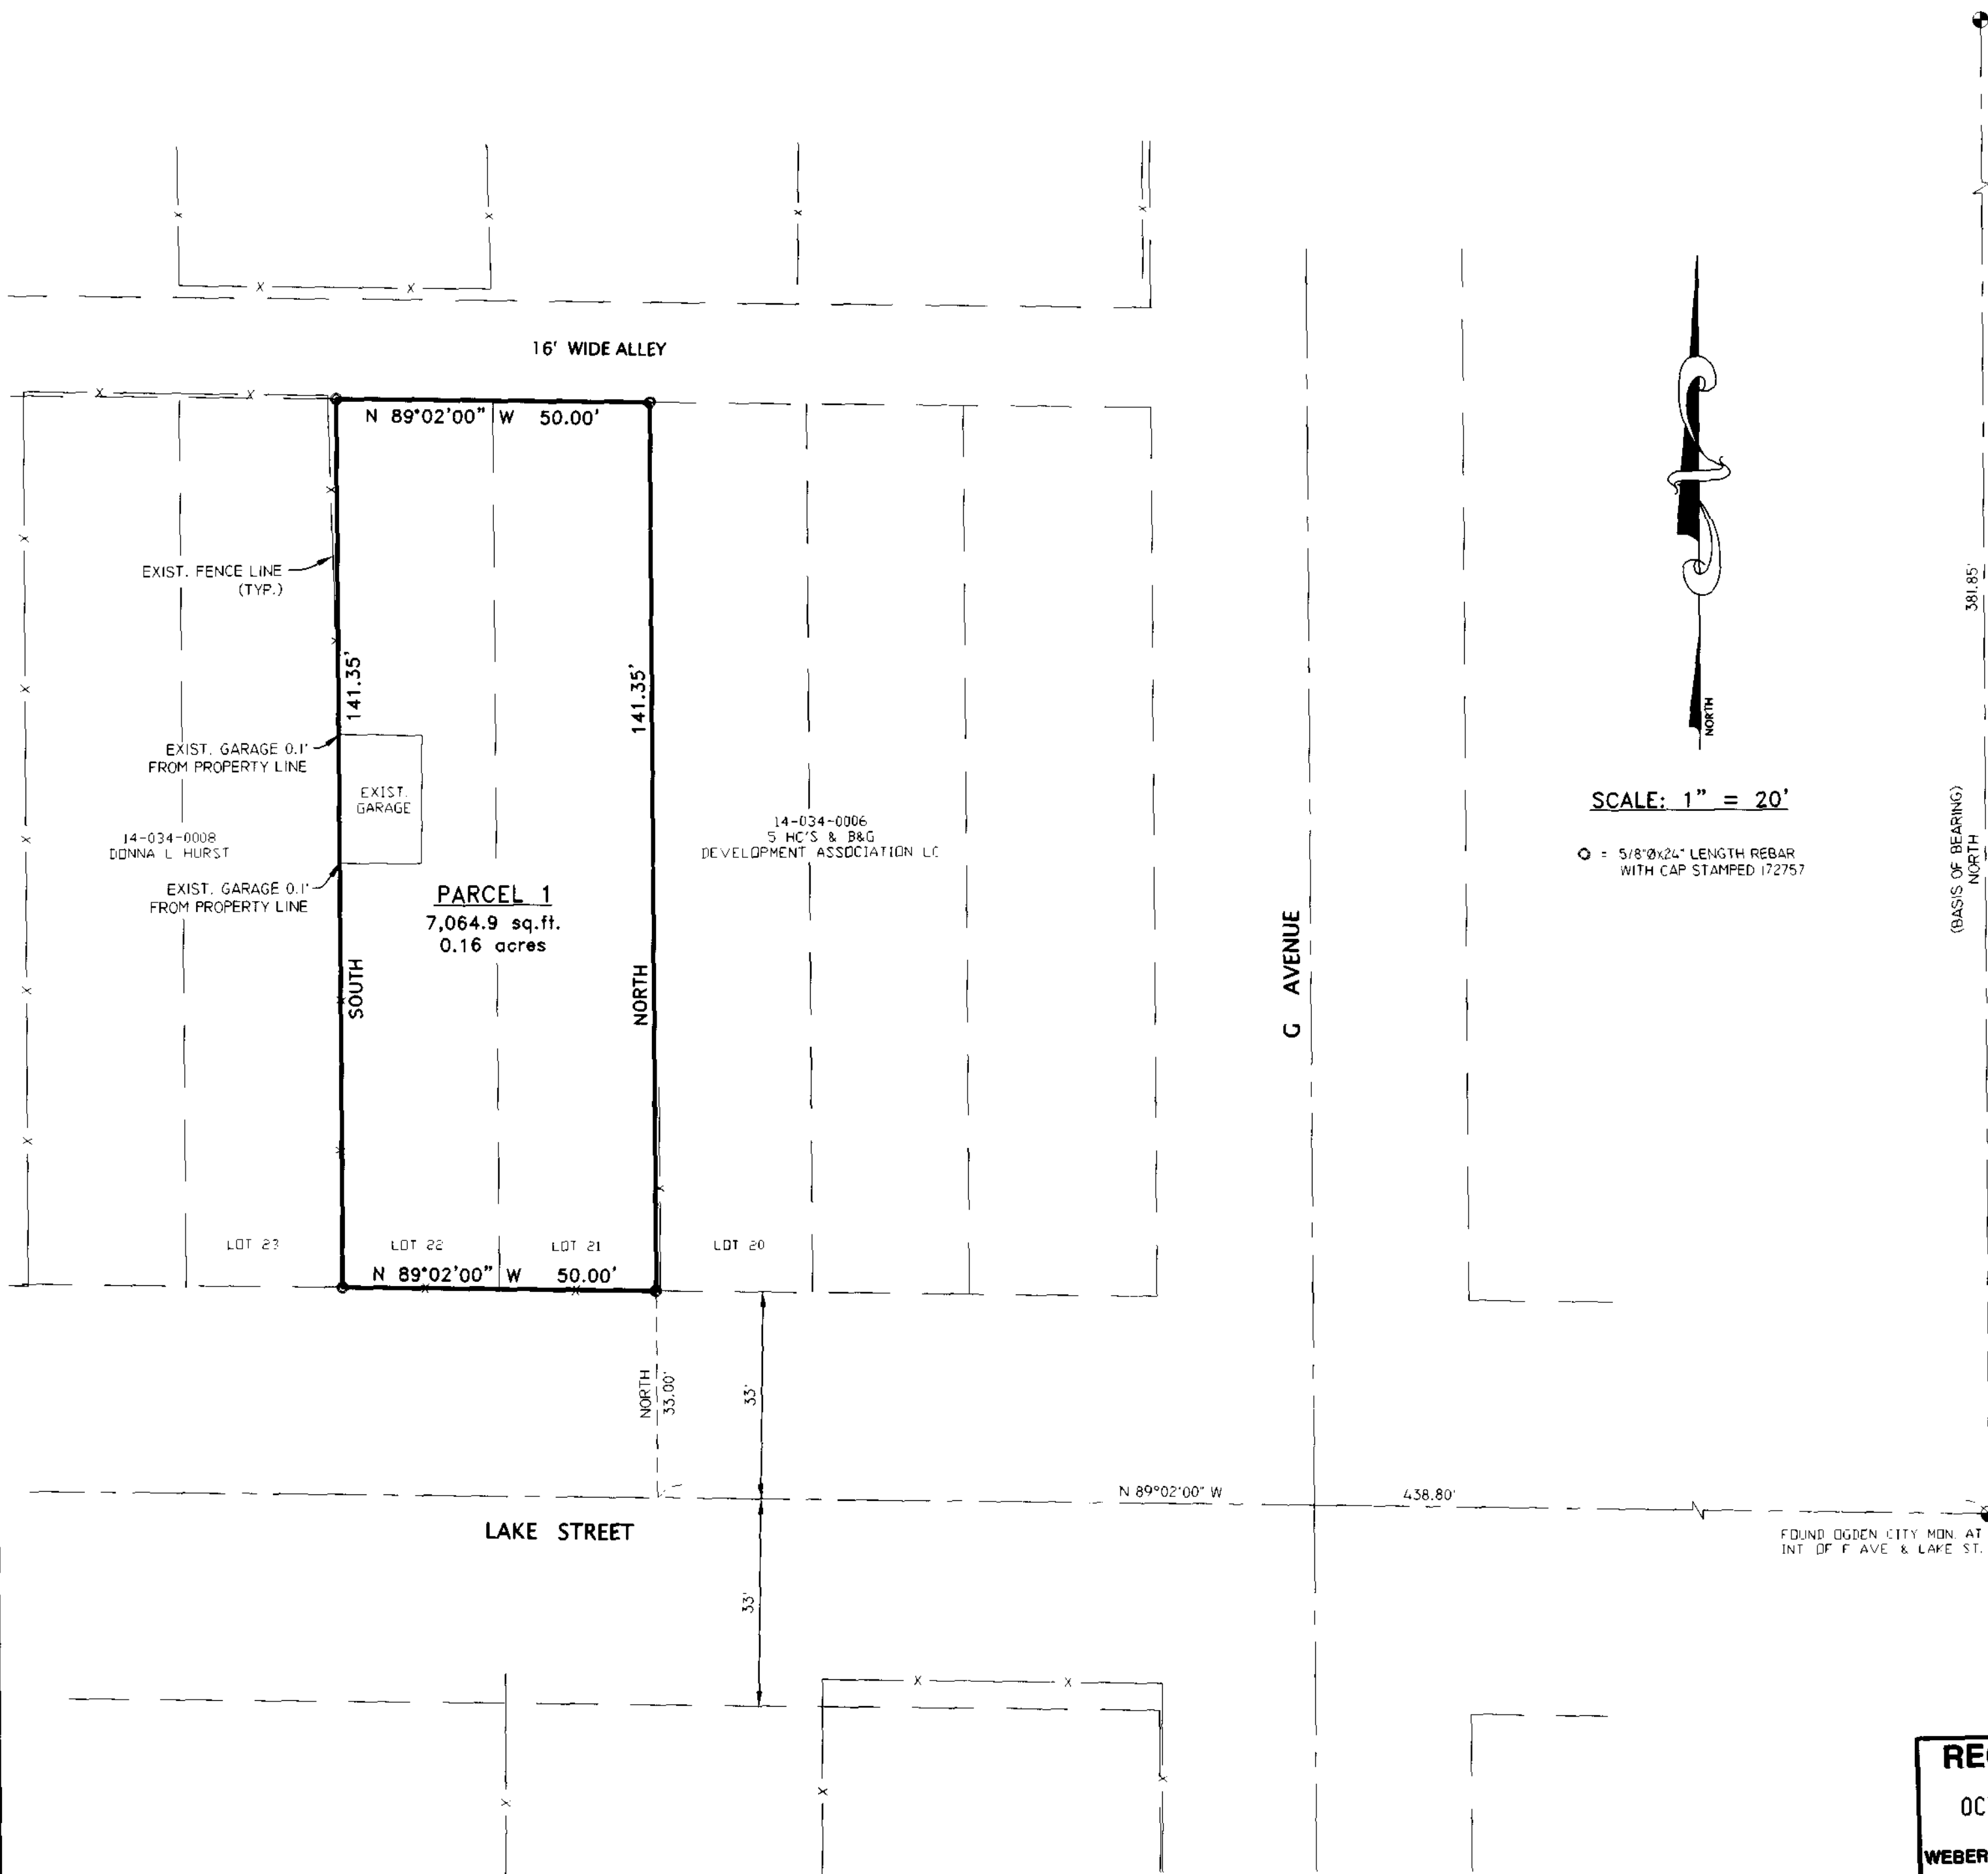 16' WIDE ALLEY
N 89°02'00" W 50.00'
EXIST. FENCE LINE
(TYP.)
141.35'
141.35'
EXIST. GARAGE 0.1'
FROM PROPERTY LINE
EXIST.
GARAGE
14-034-0008
DONNA L HURST
EXIST. GARAGE 0.1'
FROM PROPERTY LINE
PARCEL 1
7,064.9 sq.ft.
0.16 acres
SOUTH
NORTH
14-034-0006
5 HC'S & B&G
DEVELOPMENT ASSOCIATION LC
G AVENUE
NORTH
SCALE: 1" = 20'
= 5/8"Øx24" LENGTH REBAR
WITH CAP STAMPED 172757
381.85'
(BASIS OF BEARING)
NORTH
LOT 23
LOT 22
LOT 21
LOT 20
N 89°02'00" W 50.00'
NORTH
33.00'
33'
N 89°02'00" W 438.80'
LAKE STREET
FOUND OGDEN CITY MON. AT
INT OF F AVE & LAKE ST.
33'
WEBER